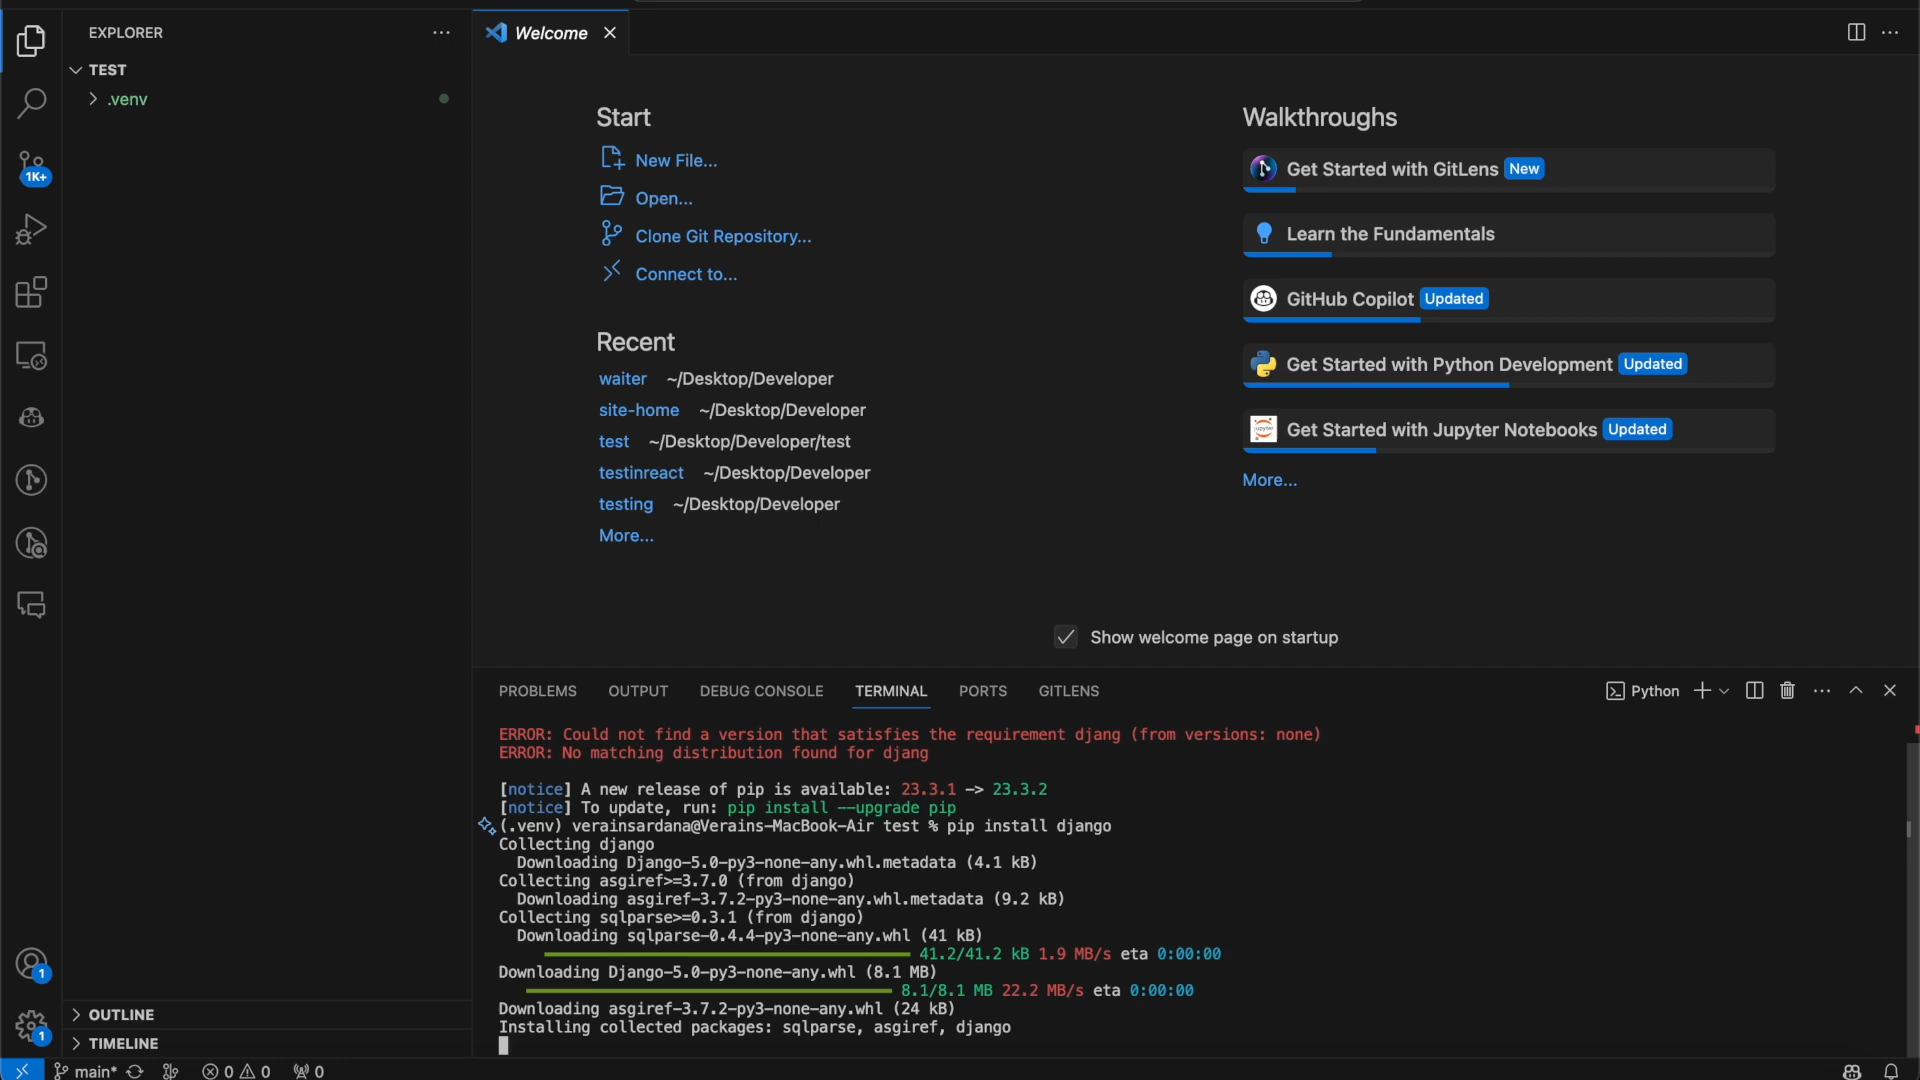 EXPLORER
TEST
.venv
1K+
1
1
OUTLINE
TIMELINE
Welcome
Start
New File...
Open...
Clone Git Repository...
Connect to...
Recent
waiter ~/Desktop/Developer
site-home ~/Desktop/Developer
test ~/Desktop/Developer/test
testinreact ~/Desktop/Developer
testing ~/Desktop/Developer
More...
Walkthroughs
Get Started with GitLens New
Learn the Fundamentals
GitHub Copilot Updated
Get Started with Python Development Updated
Get Started with Jupyter Notebooks Updated
More...
Show welcome page on startup
PROBLEMS OUTPUT DEBUG CONSOLE TERMINAL PORTS GITLENS
Python
ERROR: Could not find a version that satisfies the requirement djang (from versions: none)
ERROR: No matching distribution found for djang
[notice] A new release of pip is available: 23.3.1 -> 23.3.2
[notice] To update, run: pip install --upgrade pip
(.venv) verainsardana@Verains-MacBook-Air test % pip install django
Collecting django
Downloading Django-5.0-py3-none-any.whl.metadata (4.1 kB)
Collecting asgiref>=3.7.0 (from django)
Downloading asgiref-3.7.2-py3-none-any.whl.metadata (9.2 kB)
Collecting sqlparse>=0.3.1 (from django)
Downloading sqlparse-0.4.4-py3-none-any.whl (41 kB)
41.2/41.2 kB 1.9 MB/s eta 0:00:00
Downloading Django-5.0-py3-none-any.whl (8.1 MB)
8.1/8.1 MB 22.2 MB/s eta 0:00:00
Downloading asgiref-3.7.2-py3-none-any.whl (24 kB)
Installing collected packages: sqlparse, asgiref, django
main* 0 0 0